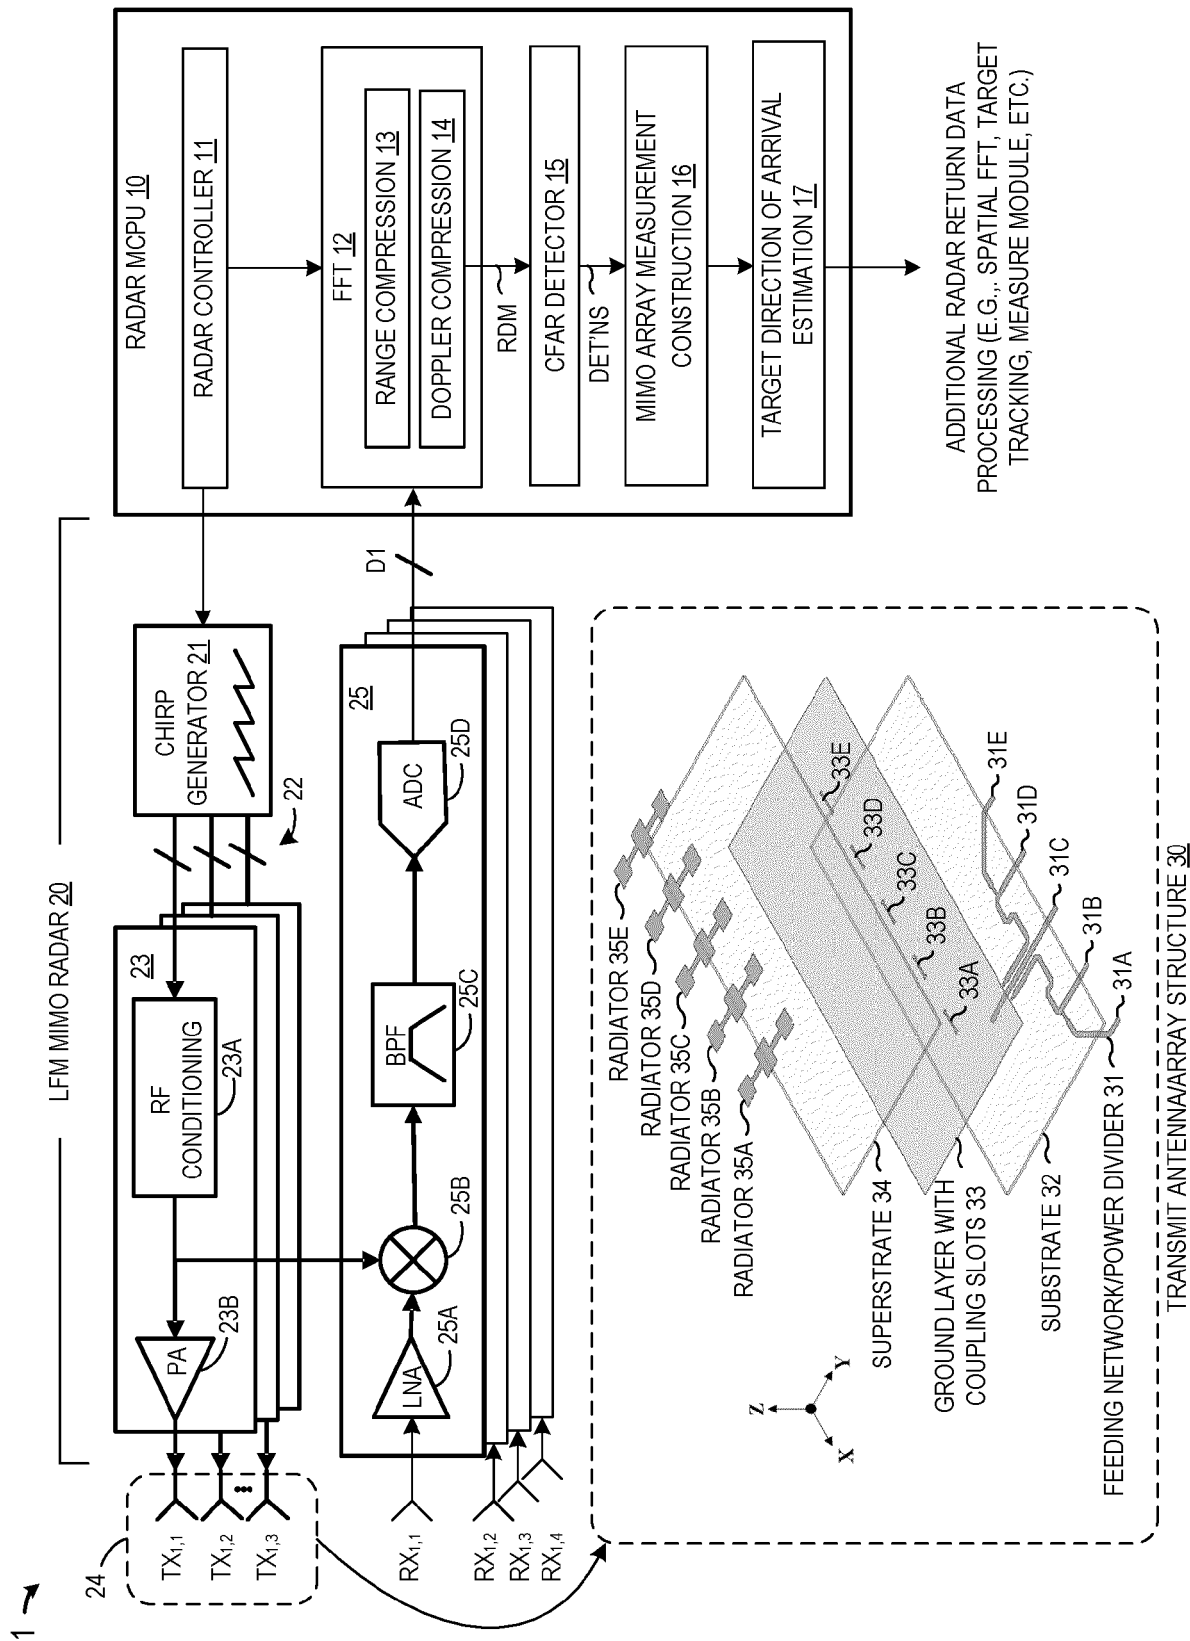 1
24
TX1,1
TX1,2
TX1,3
LFM MIMO RADAR 20
PA
23B
RF
CONDITIONING
23A
23
22
CHIRP
GENERATOR 21
RX1,1
RX1,2
RX1,3
RX1,4
LNA
25A
25B
BPF
25C
ADC
25D
25
D1
RADAR MCPU 10
RADAR CONTROLLER 11
FFT 12
RANGE COMPRESSION 13
DOPPLER COMPRESSION 14
RDM
CFAR DETECTOR 15
DET'NS
MIMO ARRAY MEASUREMENT
CONSTRUCTION 16
TARGET DIRECTION OF ARRIVAL
ESTIMATION 17
ADDITIONAL RADAR RETURN DATA
PROCESSING (E.G.,. SPATIAL FFT, TARGET
TRACKING, MEASURE MODULE, ETC.)
RADIATOR 35E
RADIATOR 35D
RADIATOR 35C
RADIATOR 35B
RADIATOR 35A
SUPERSTRATE 34
GROUND LAYER WITH
COUPLING SLOTS 33
SUBSTRATE 32
FEEDING NETWORK/POWER DIVIDER 31
Z
X
Y
33A
33B
33C
33D
33E
31A
31B
31C
31D
31E
TRANSMIT ANTENNA/ARRAY STRUCTURE 30